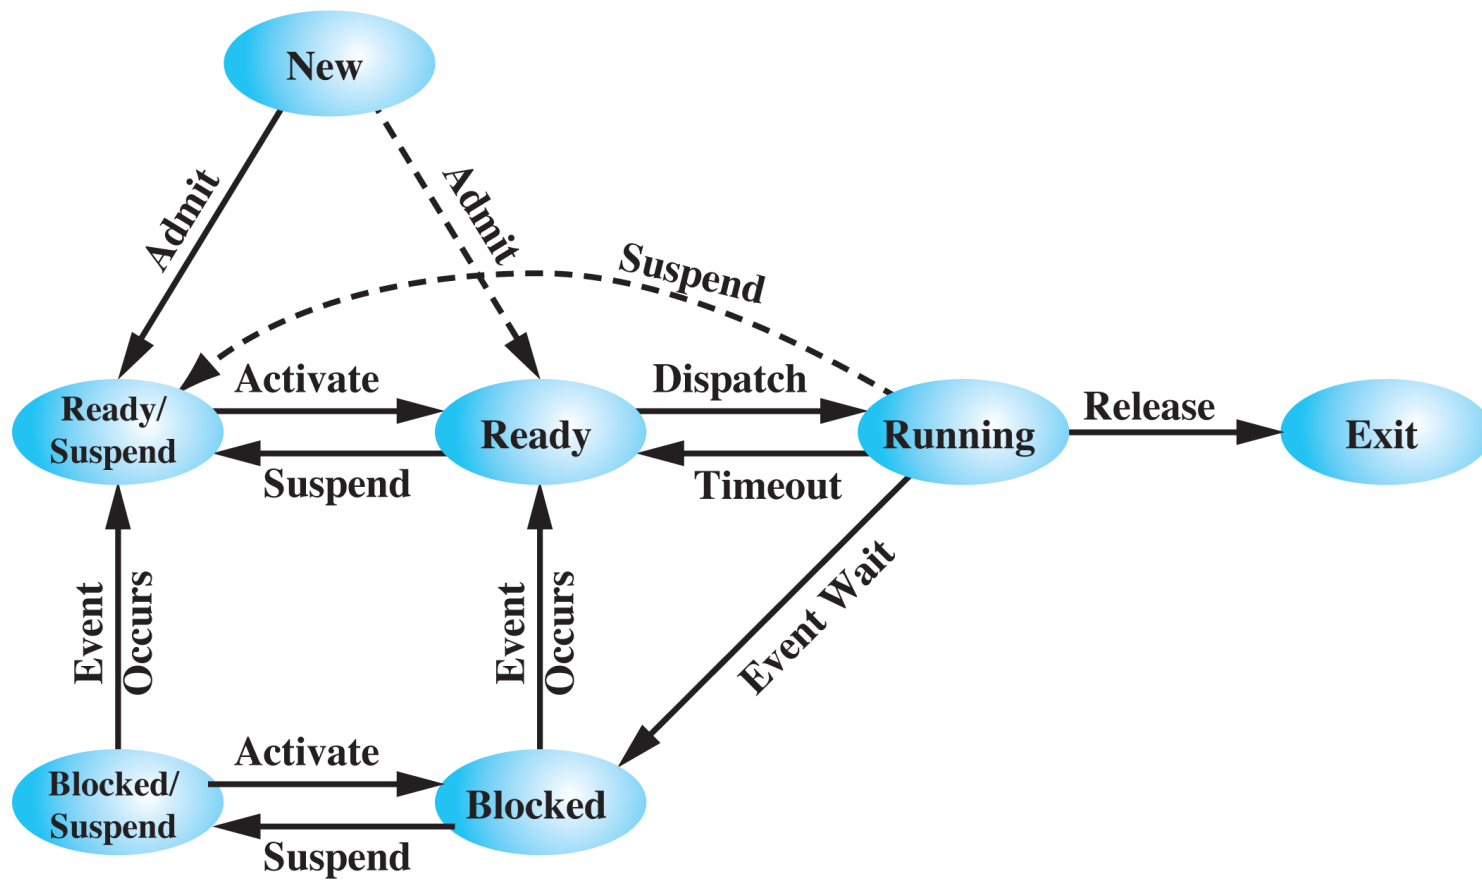 New
Admit
Admit
Suspend
Activate
Dispatch
Release
Ready/
Suspend
Ready
Running
Exit
Suspend
Timeout
Event
Occurs
Event
Occurs
Event Wait
Activate
Blocked/
Suspend
Blocked
Suspend